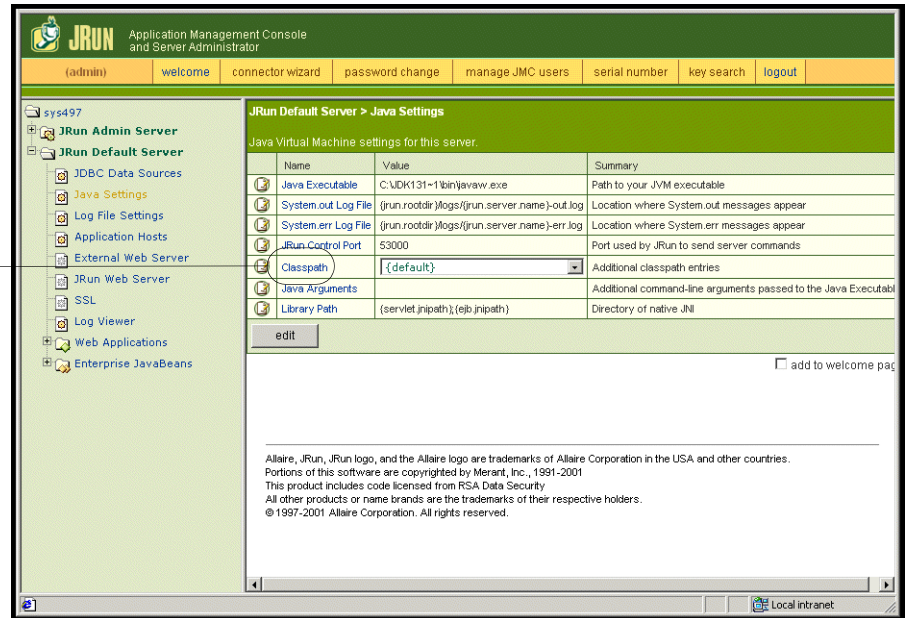 JRUN
Application Management Console
and Server Administrator
(admin) welcome connector wizard password change manage JMC users serial number key search logout
sys497
JRun Admin Server
JRun Default Server
JDBC Data Sources
Java Settings
Log File Settings
Application Hosts
External Web Server
JRun Web Server
SSL
Log Viewer
Web Applications
Enterprise JavaBeans
JRun Default Server > Java Settings
Java Virtual Machine settings for this server.
Name Value Summary
Java Executable C:\JDK131~1\bin\javaw.exe Path to your JVM executable
System.out Log File {jrun.rootdir}/logs/{jrun.server.name}-out.log Location where System.out messages appear
System.err Log File {jrun.rootdir}/logs/{jrun.server.name}-err.log Location where System.err messages appear
JRun Control Port 53000 Port used by JRun to send server commands
Classpath {default} Additional classpath entries
Java Arguments Additional command-line arguments passed to the Java Executabl
Library Path {servlet.jnipath};{ejb.jnipath} Directory of native JNI
edit
add to welcome pag
Allaire, JRun, JRun logo, and the Allaire logo are trademarks of Allaire Corporation in the USA and other countries.
Portions of this software are copyrighted by Merant, Inc., 1991-2001
This product includes code licensed from RSA Data Security
All other products or name brands are the trademarks of their respective holders.
© 1997-2001 Allaire Corporation. All rights reserved.
Local intranet